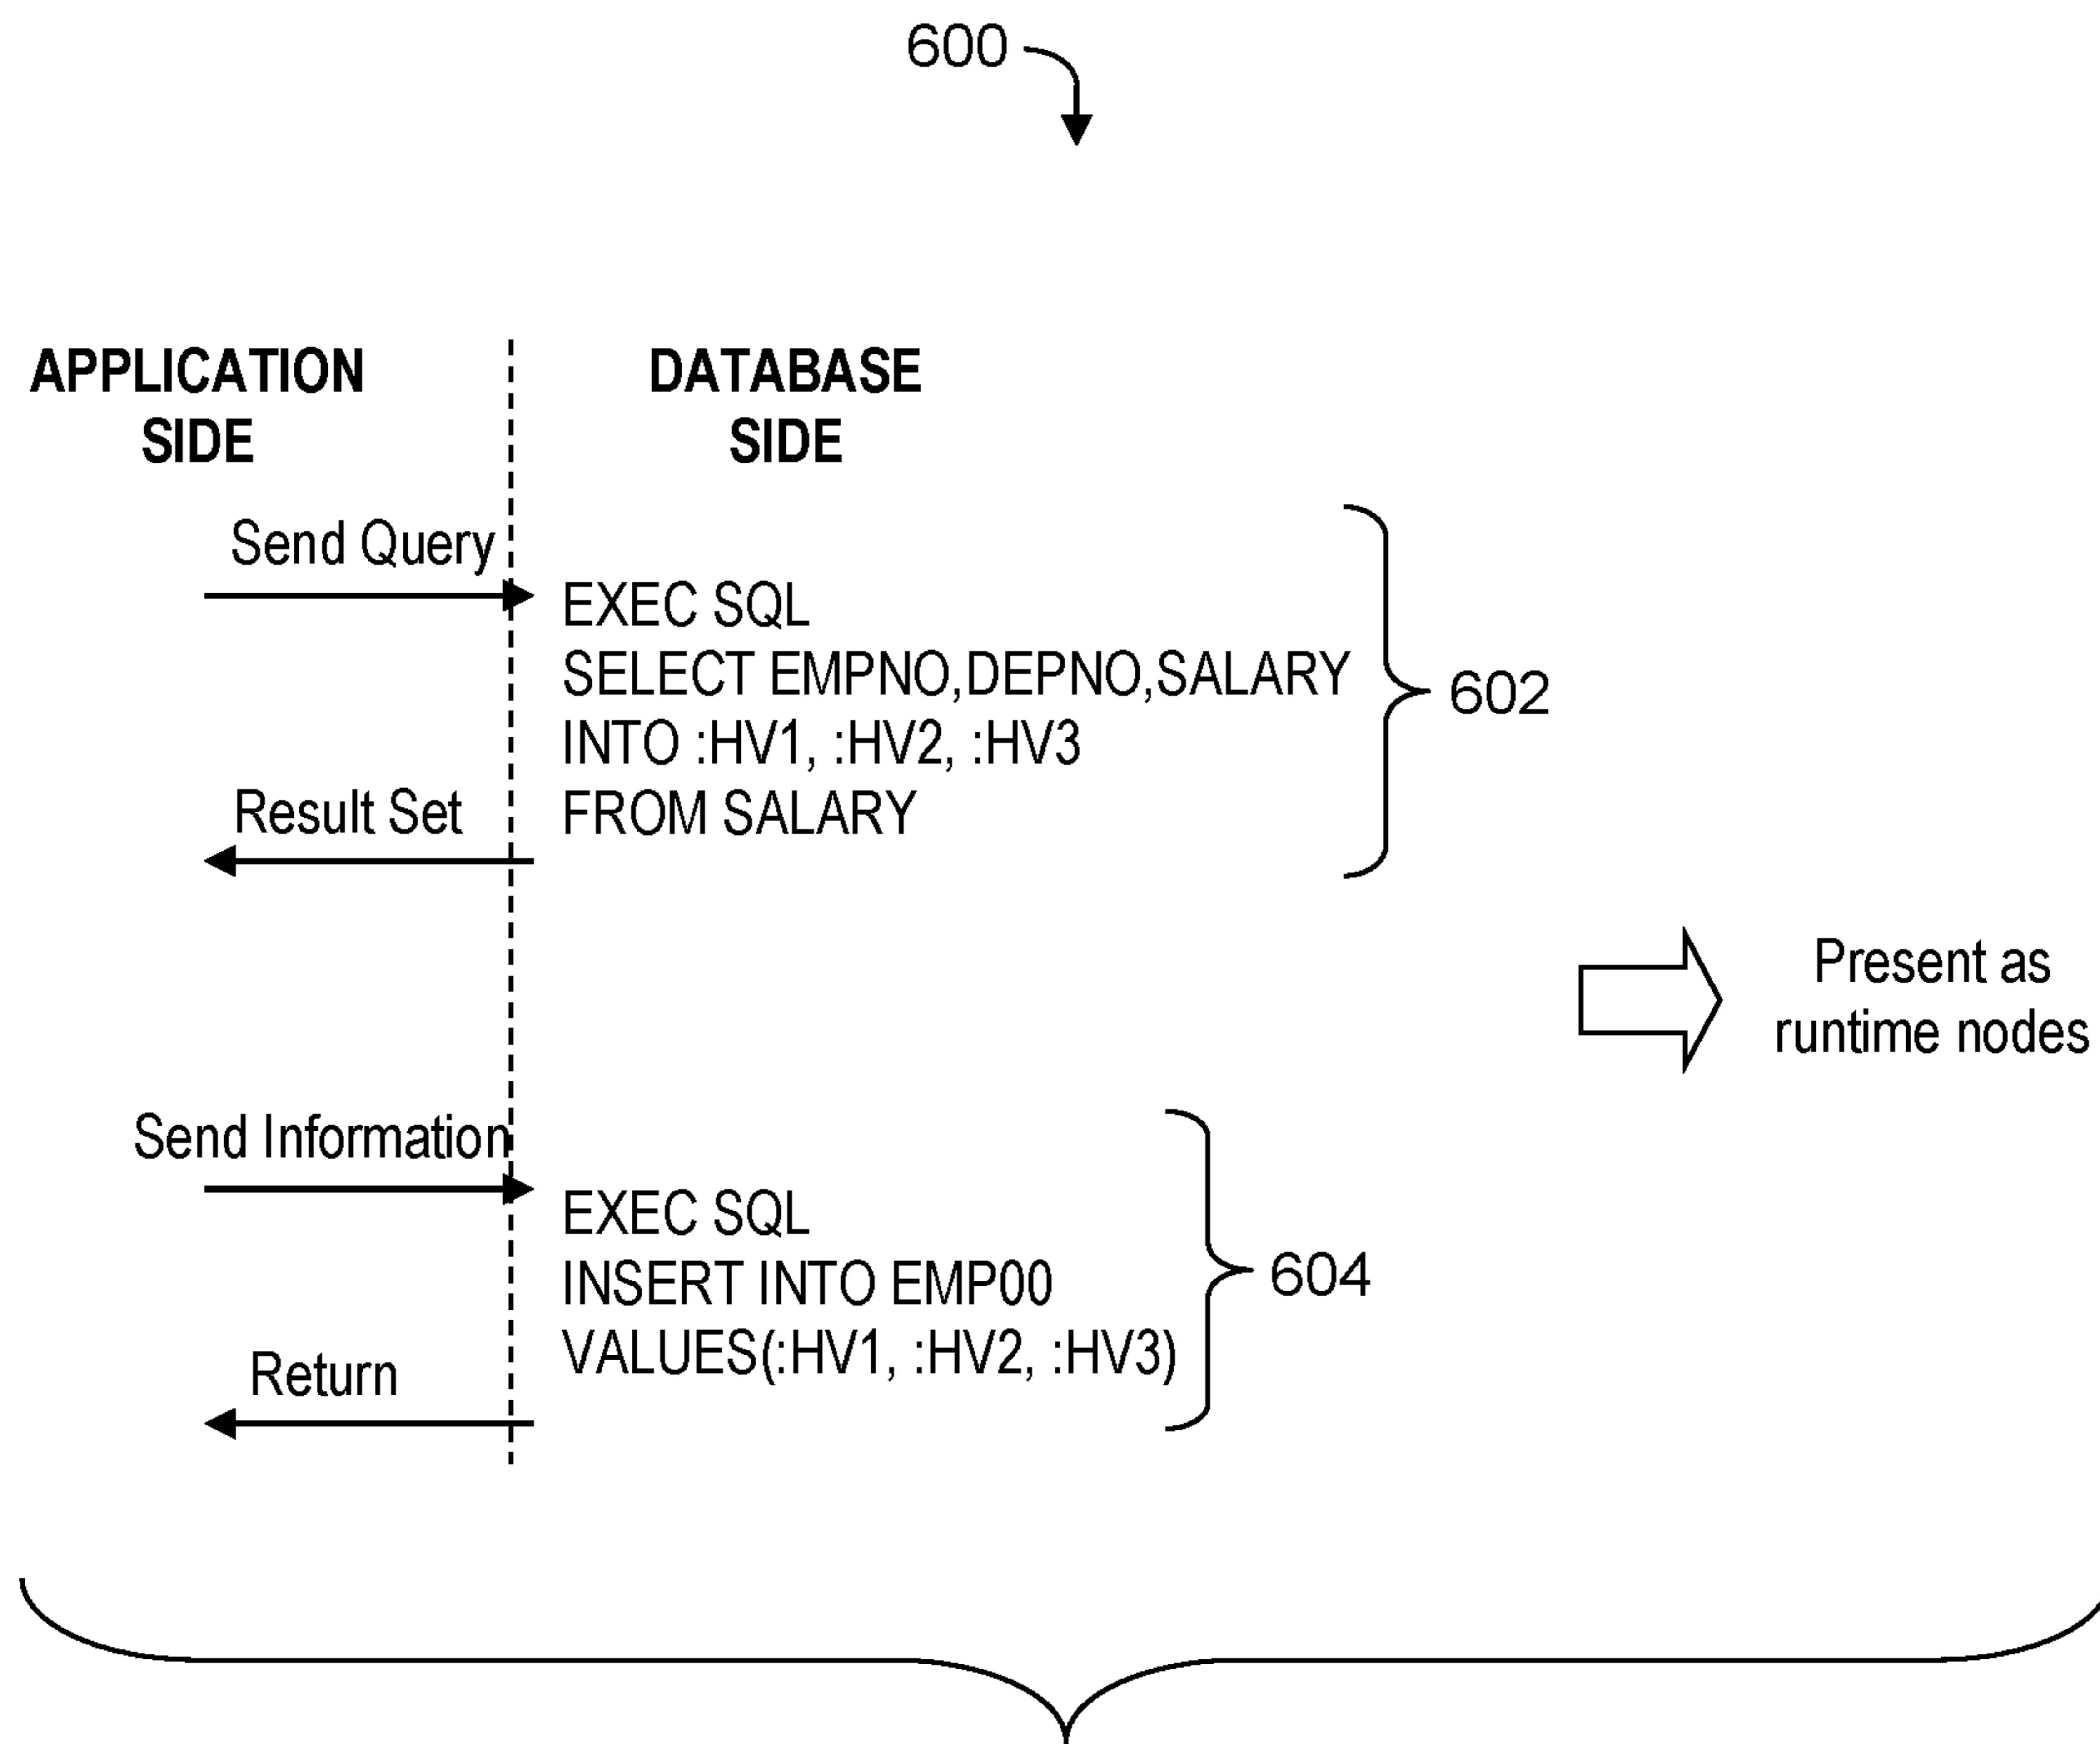 600
APPLICATION
SIDE
DATABASE
SIDE
Send Query
EXEC SQL
SELECT EMPNO,DEPNO,SALARY
INTO :HV1, :HV2, :HV3
FROM SALARY
602
Result Set
Present as
runtime nodes
Send Information
EXEC SQL
INSERT INTO EMP00
VALUES(:HV1, :HV2, :HV3)
604
Return